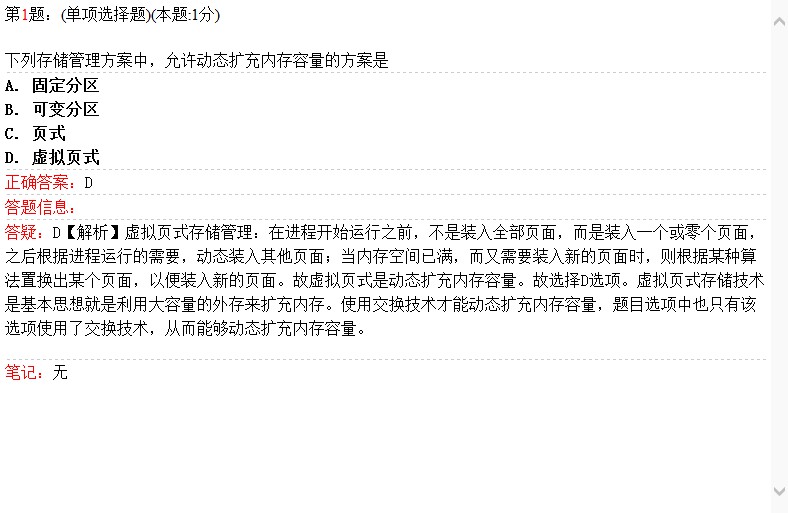 第1题：(单项选择题)(本题:1分)
下列存储管理方案中，允许动态扩充内存容量的方案是
A. 固定分区
B. 可变分区
C. 页式
D. 虚拟页式
正确答案：D
答题信息：
答疑：D【解析】虚拟页式存储管理：在进程开始运行之前，不是装入全部页面，而是装入一个或零个页面，
之后根据进程运行的需要，动态装入其他页面；当内存空间已满，而又需要装入新的页面时，则根据某种算
法置换出某个页面，以便装入新的页面。故虚拟页式是动态扩充内存容量。故选择D选项。虚拟页式存储技术
是基本思想就是利用大容量的外存来扩充内存。使用交换技术才能动态扩充内存容量，题目选项中也只有该
选项使用了交换技术，从而能够动态扩充内存容量。
笔记：无